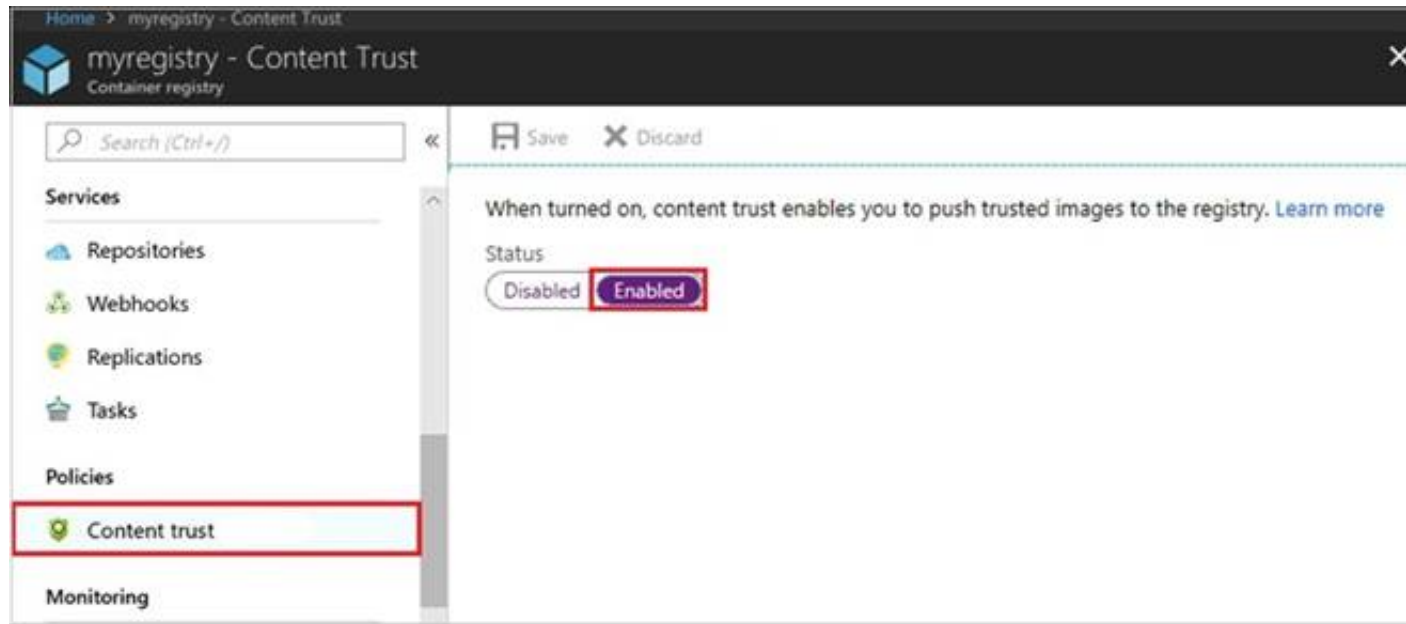 Home > myregistry - Content Trust
myregistry - Content Trust
Container registry
Search (Ctrl+/)
«
Save
Discard
Services
When turned on, content trust enables you to push trusted images to the registry. Learn more
Repositories
Status
Disabled
Enabled
Webhooks
Replications
Tasks
Policies
Content trust
Monitoring